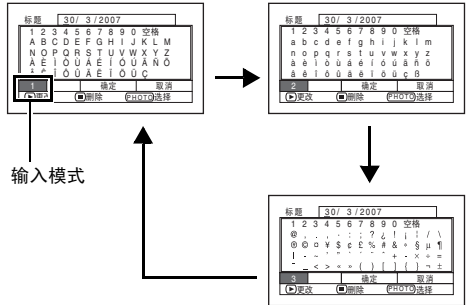 标题 30/ 3/2007
1 2 3 4 5 6 7 8 9 0 空格
A B C D E F G H I J K L M
N O P Q R S T U V W X Y Z
À È Ì Ò Ù Á É Í Ó Ú Ã Ñ Õ
1 确定 取消
更改 删除 PHOTO 选择
输入模式
标题 30/ 3/2007
1 2 3 4 5 6 7 8 9 0 空格
a b c d e f g h i j k l m
n o p q r s t u v w x y z
à è ì ò ù á é í ó ú ã ñ õ
â ê î ô û ä ë ï ö ü ç ß
2 确定 取消
更改 删除 PHOTO 选择
标题 30/ 3/2007
1 2 3 4 5 6 7 8 9 0 空格
3 确定 取消
更改 删除 PHOTO 选择